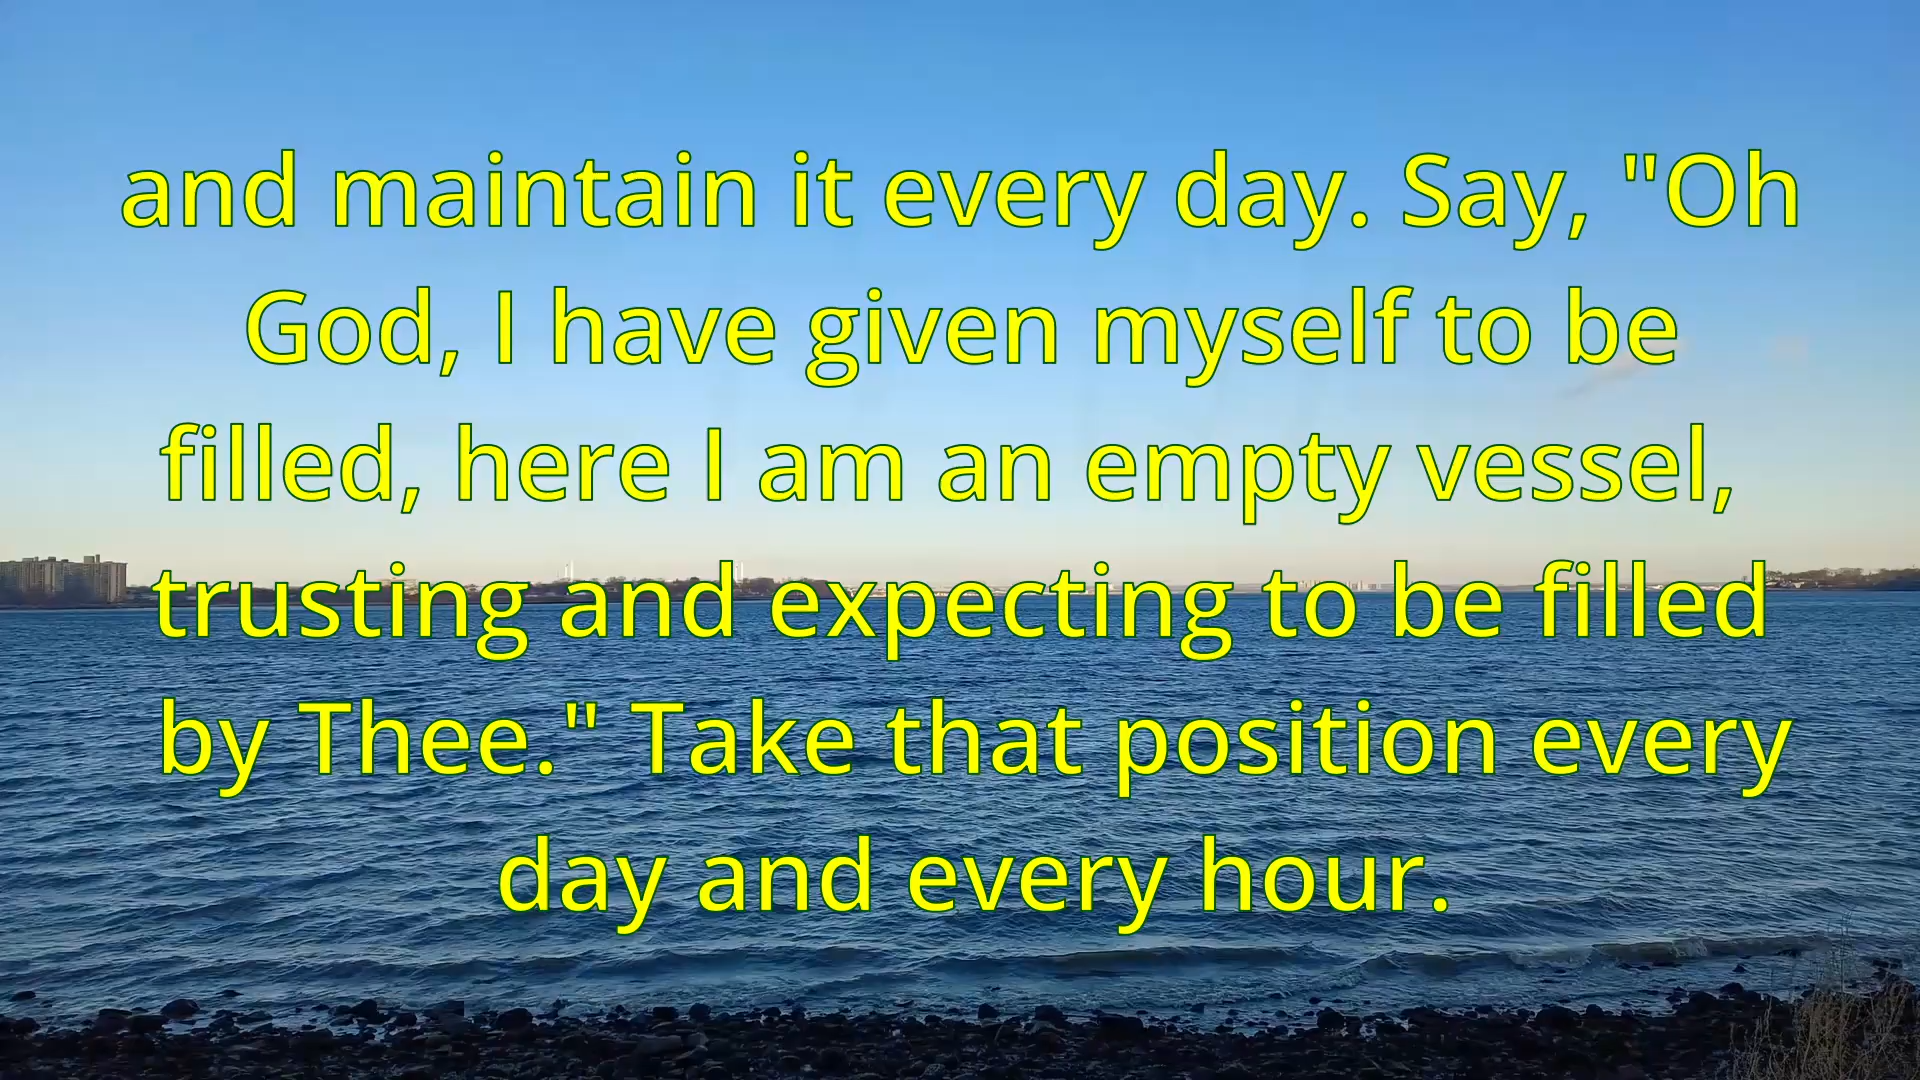 and maintain it every day. Say, "Oh
God, I have given myself to be
filled, here I am an empty vessel,
trusting and expecting to be filled
by Thee." Take that position every
day and every hour.